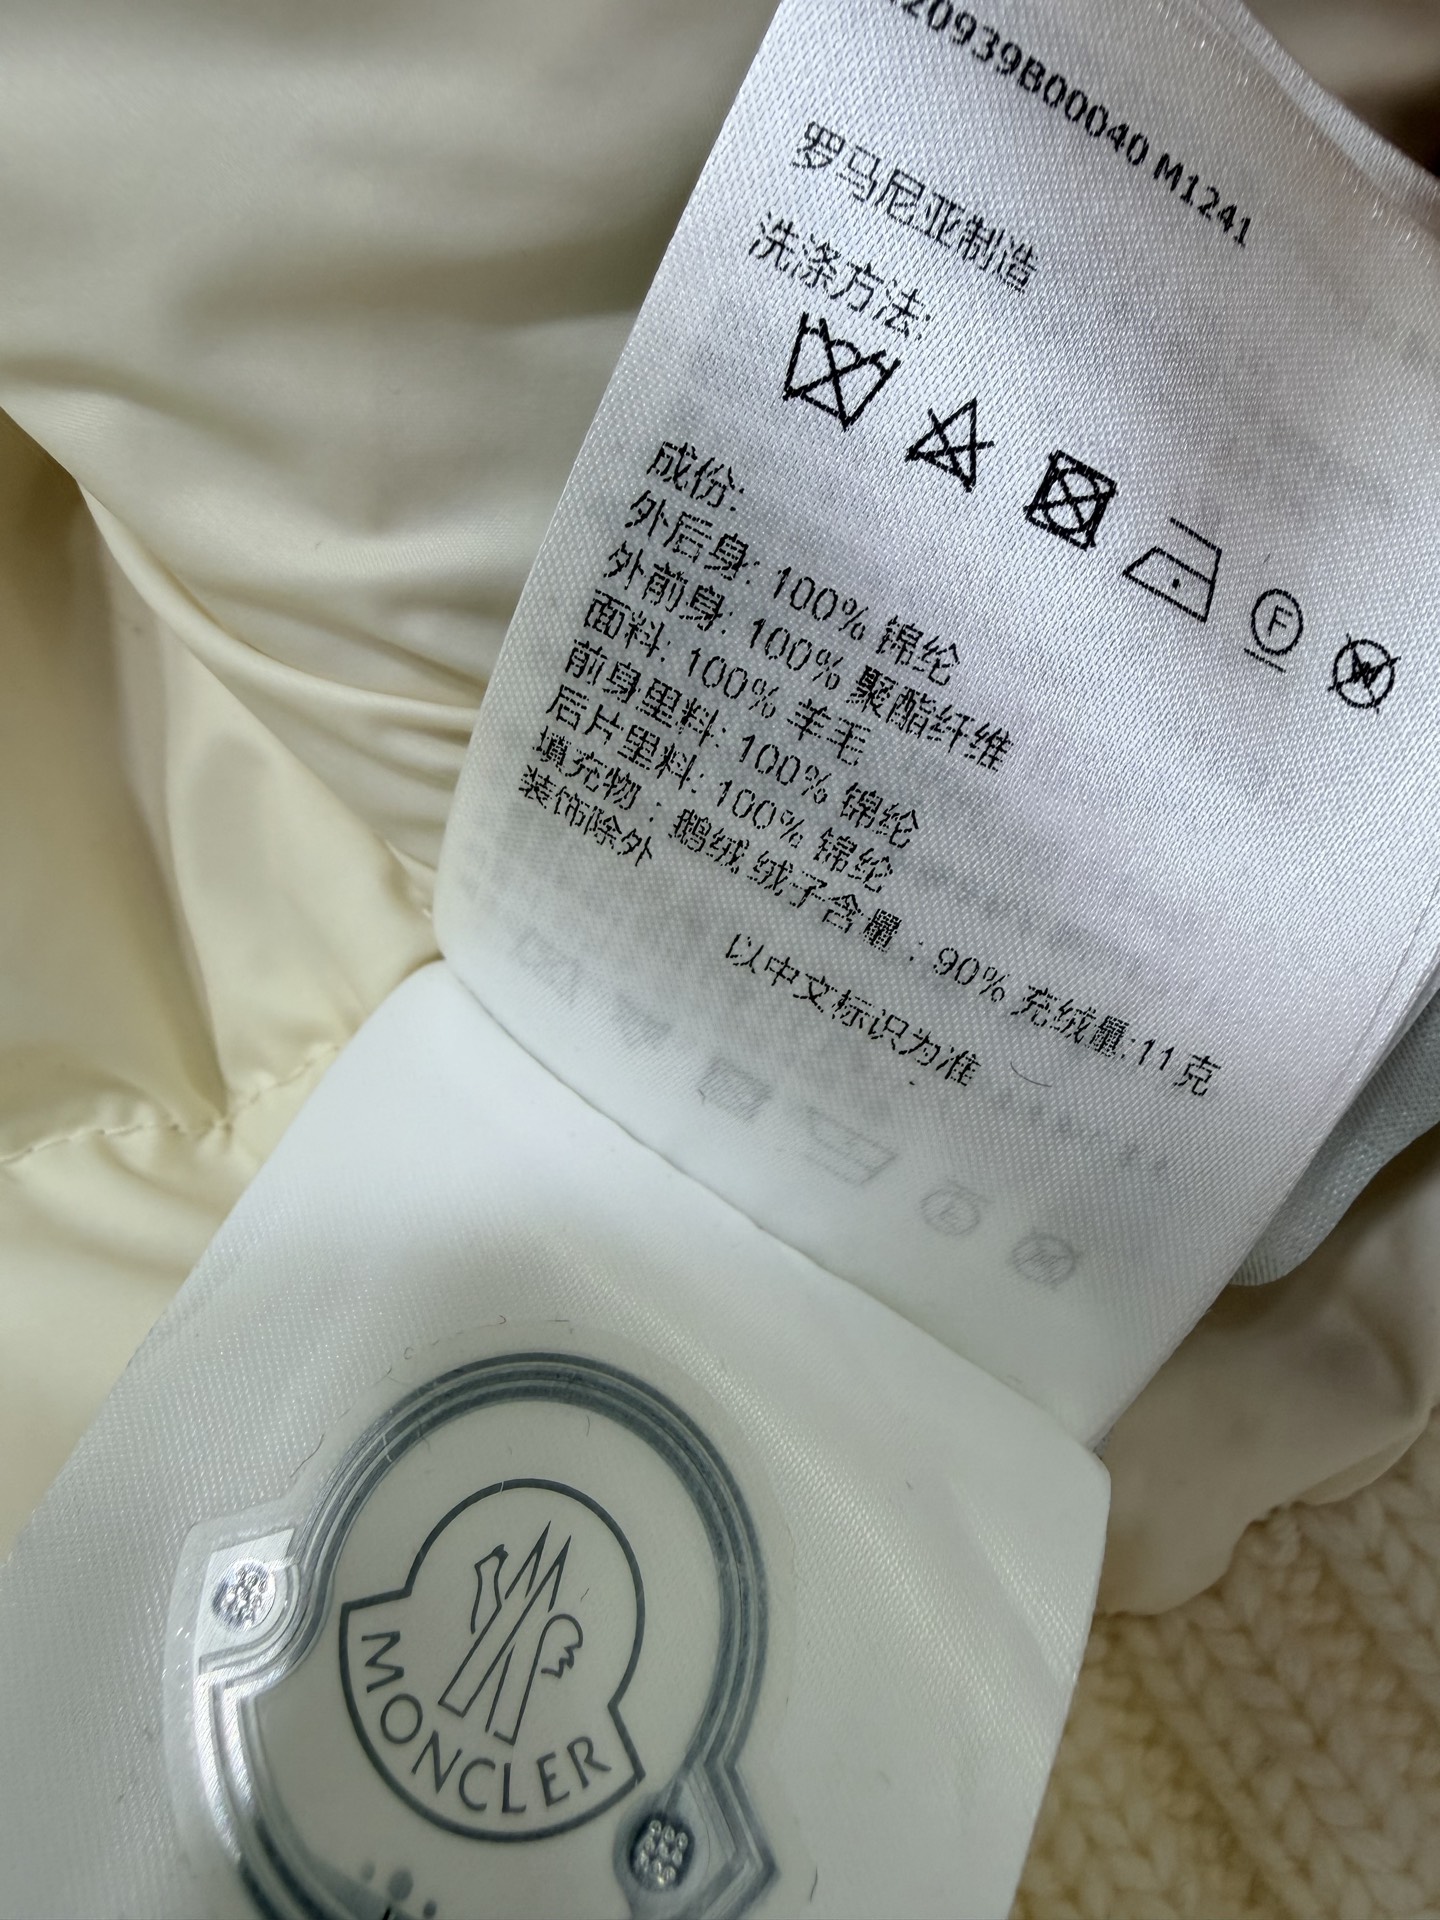 20939B00040 M1241
罗马尼亚制造
洗涤方法:
F
W
成份:
外后身: 100% 锦纶
外前身: 100% 聚酯纤维
面料: 100% 羊毛
前身里料: 100% 锦纶
后片里料: 100% 锦纶
填充物：鹅绒 绒子含量：90% 充绒量:11 克
装饰除外
以中文标识为准
MONCLER